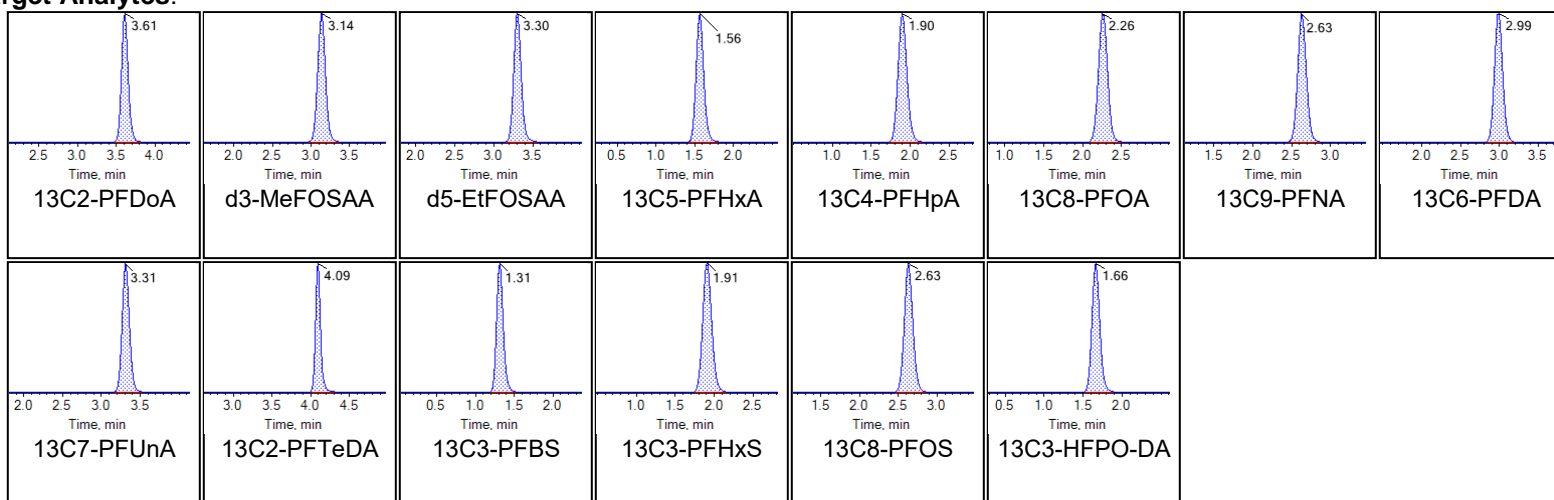 rget Analytes:
3.61 3.14 3.30 1.56 1.90 2.26 2.63 2.99
2.5 3.0 3.5 4.0 2.0 2.5 3.0 3.5 2.0 2.5 3.0 3.5 0.5 1.0 1.5 2.0 1.0 1.5 2.0 2.5 1.0 1.5 2.0 2.5 1.5 2.0 2.5 3.0 2.0 2.5 3.0 3.5
Time, min Time, min Time, min Time, min Time, min Time, min Time, min Time, min
13C2-PFDoA d3-MeFOSAA d5-EtFOSAA 13C5-PFHxA 13C4-PFHpA 13C8-PFOA 13C9-PFNA 13C6-PFDA
3.31 4.09 1.31 1.91 2.63 1.66
2.0 2.5 3.0 3.5 3.0 3.5 4.0 4.5 0.5 1.0 1.5 2.0 1.0 1.5 2.0 2.5 1.5 2.0 2.5 3.0 0.5 1.0 1.5 2.0
Time, min Time, min Time, min Time, min Time, min Time, min
13C7-PFUnA 13C2-PFTeDA 13C3-PFBS 13C3-PFHxS 13C8-PFOS 13C3-HFPO-DA